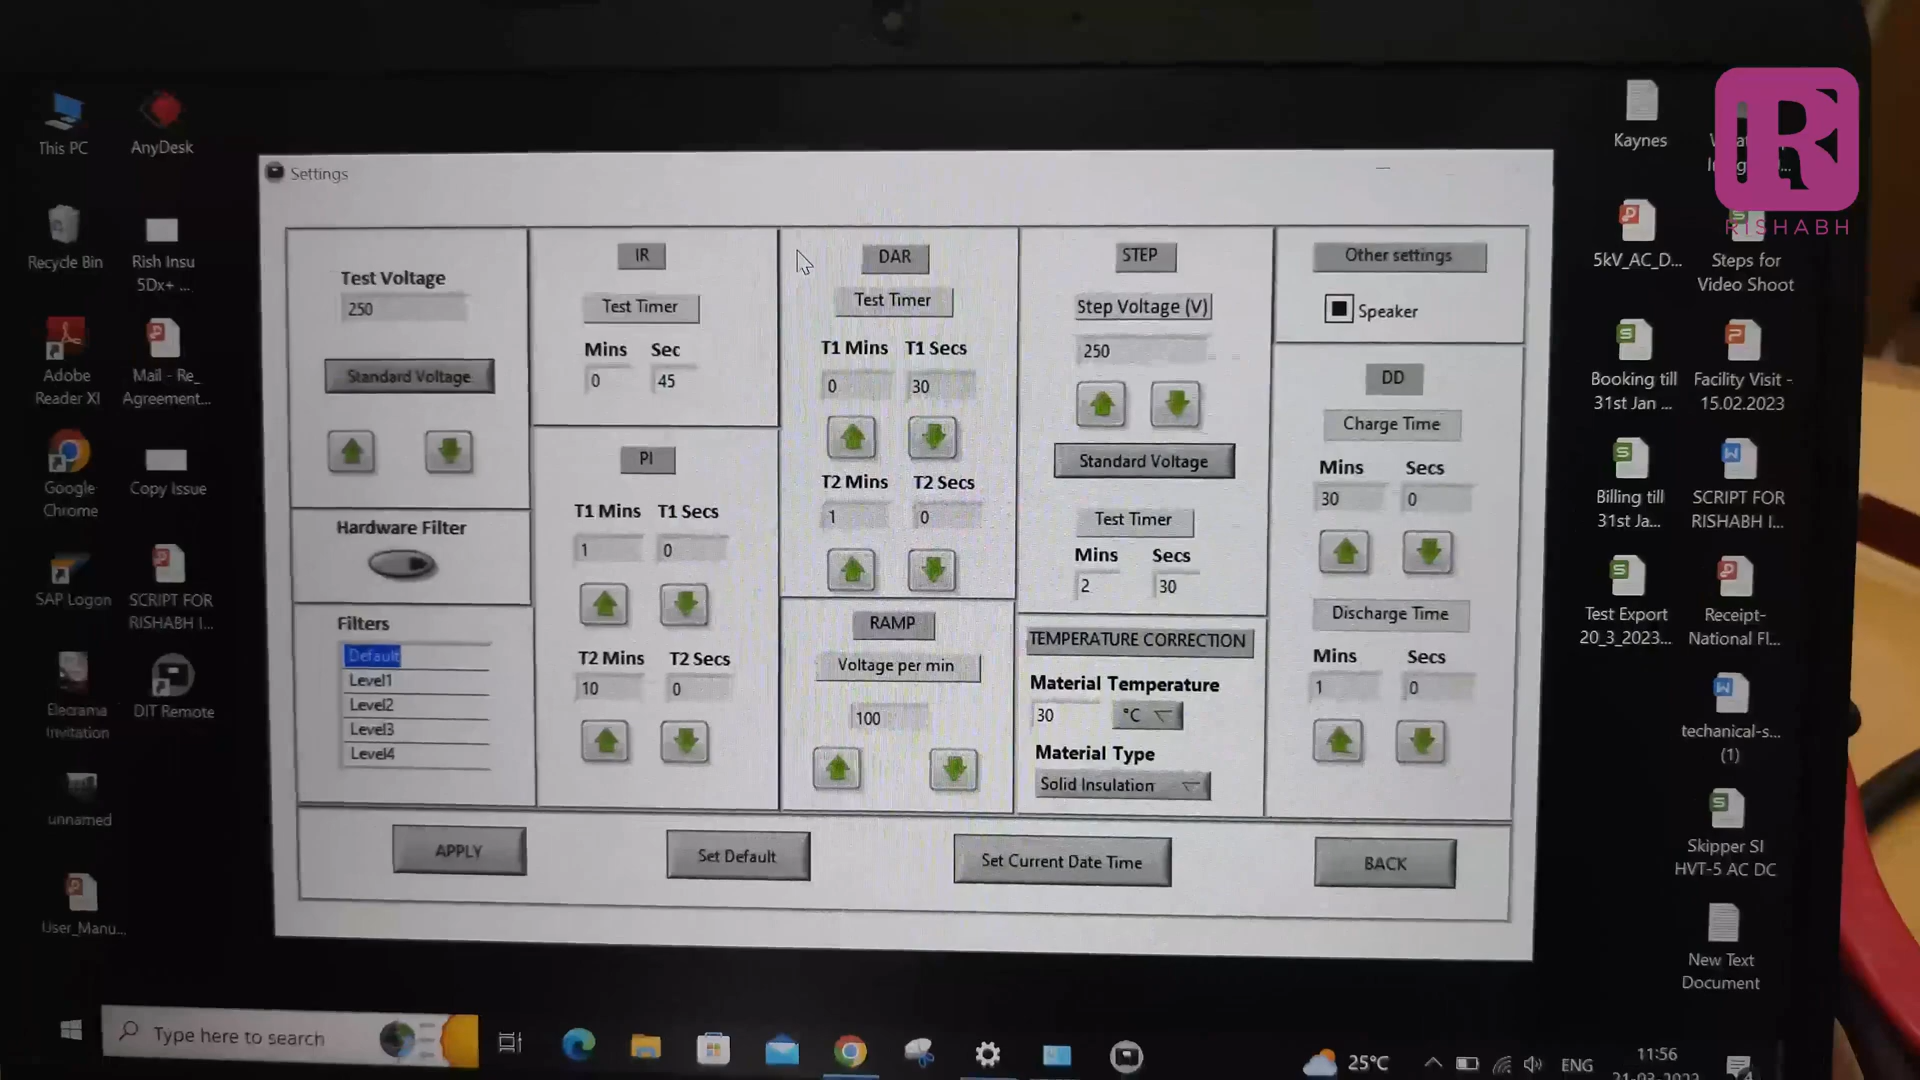 This PC
AnyDesk
Recycle Bin
Rish Insu
5Dx+ ...
Adobe
Reader XI
Mail - Re_
Agreement...
Google
Chrome
Copy Issue
SAP Logon
SCRIPT FOR
RISHABH I...
Elecrama
Invitation
DIT Remote
unnamed
User_Manu...
Settings
Test Voltage
250
Standard Voltage
Hardware Filter
Filters
Default
Level1
Level2
Level3
Level4
IR
Test Timer
Mins Sec
0 45
PI
T1 Mins T1 Secs
1 0
T2 Mins T2 Secs
10 0
DAR
Test Timer
T1 Mins T1 Secs
0 30
T2 Mins T2 Secs
1 0
RAMP
Voltage per min
100
STEP
Step Voltage (V)
250
Standard Voltage
Test Timer
Mins Secs
2 30
TEMPERATURE CORRECTION
Material Temperature
30 °C
Material Type
Solid Insulation
Other settings
Speaker
DD
Charge Time
Mins Secs
30 0
Discharge Time
Mins Secs
1 0
APPLY
Set Default
Set Current Date Time
BACK
Kaynes
R
RISHABH
5kV_AC_D...
Steps for
Video Shoot
Booking till
31st Jan ...
Facility Visit -
15.02.2023
Billing till
31st Ja...
SCRIPT FOR
RISHABH I...
Test Export
20_3_2023...
Receipt-
National Fl...
techanical-s...
(1)
Skipper SI
HVT-5 AC DC
New Text
Document
Type here to search
25°C
ENG
11:56